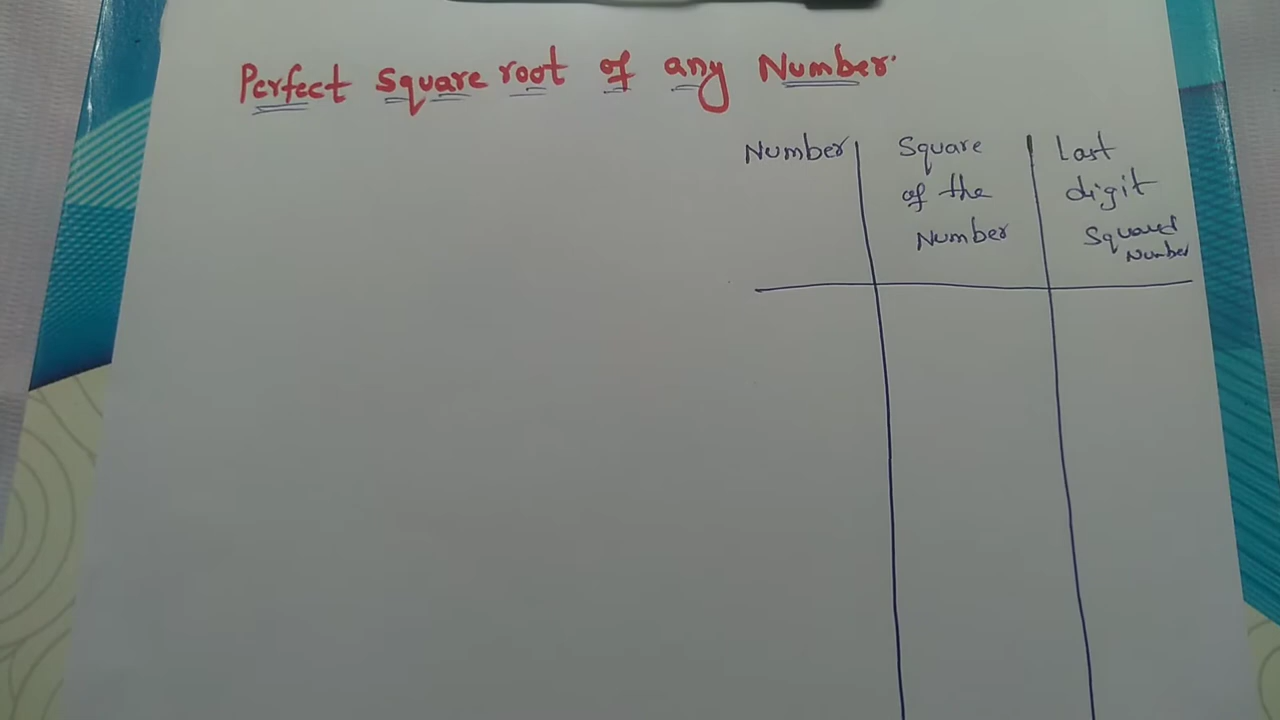 Perfect square root of any Number.
Number
Square
of the
Number
Last
digit
Squared
Number